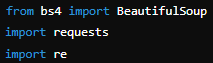 from bs4 import BeautifulSoup
import requests
import re